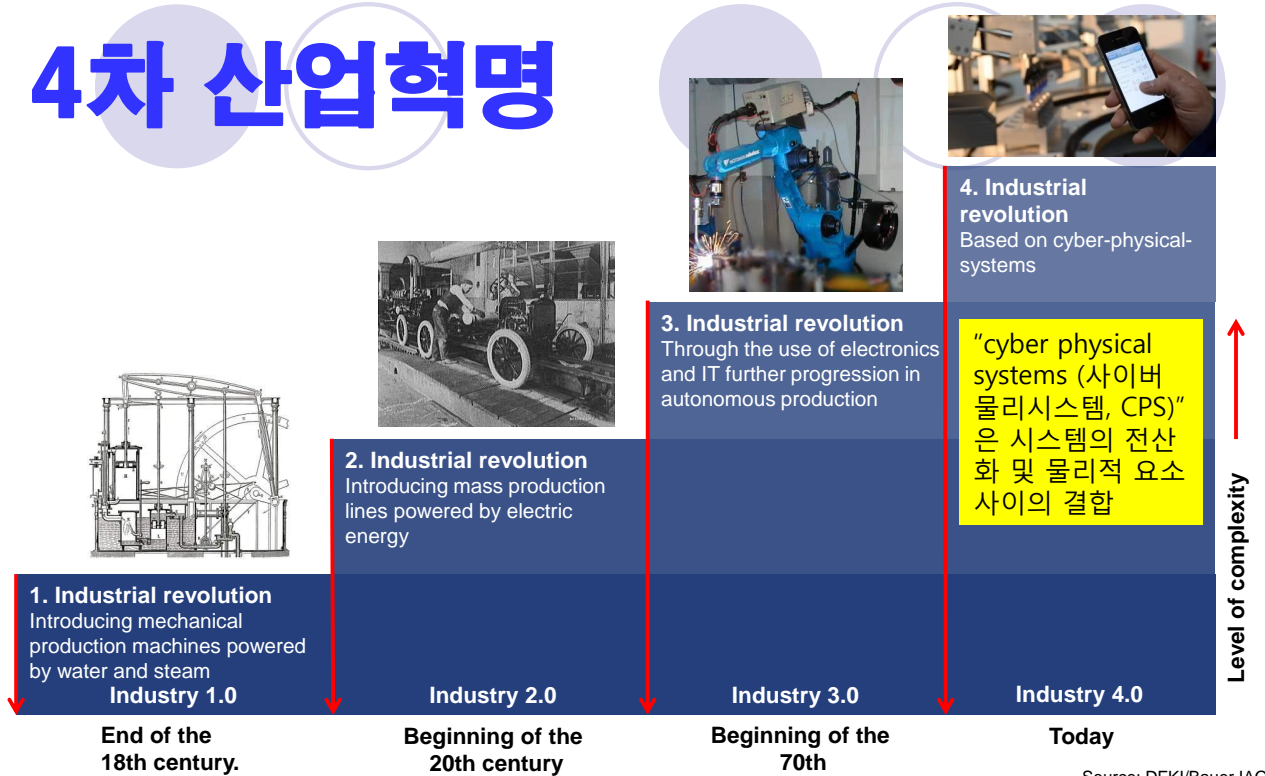 4차 산업혁명
4. Industrial
revolution
Based on cyber-physical-
systems
3. Industrial revolution
Through the use of electronics
and IT further progression in
autonomous production
"cyber physical
systems (사이버
물리시스템, CPS)"
은 시스템의 전산
화 및 물리적 요소
사이의 결합
2. Industrial revolution
Introducing mass production
lines powered by electric
energy
1. Industrial revolution
Introducing mechanical
production machines powered
by water and steam
Level of complexity
Industry 1.0
Industry 2.0
Industry 3.0
Industry 4.0
End of the
18th century.
Beginning of the
20th century
Beginning of the
70th
Today